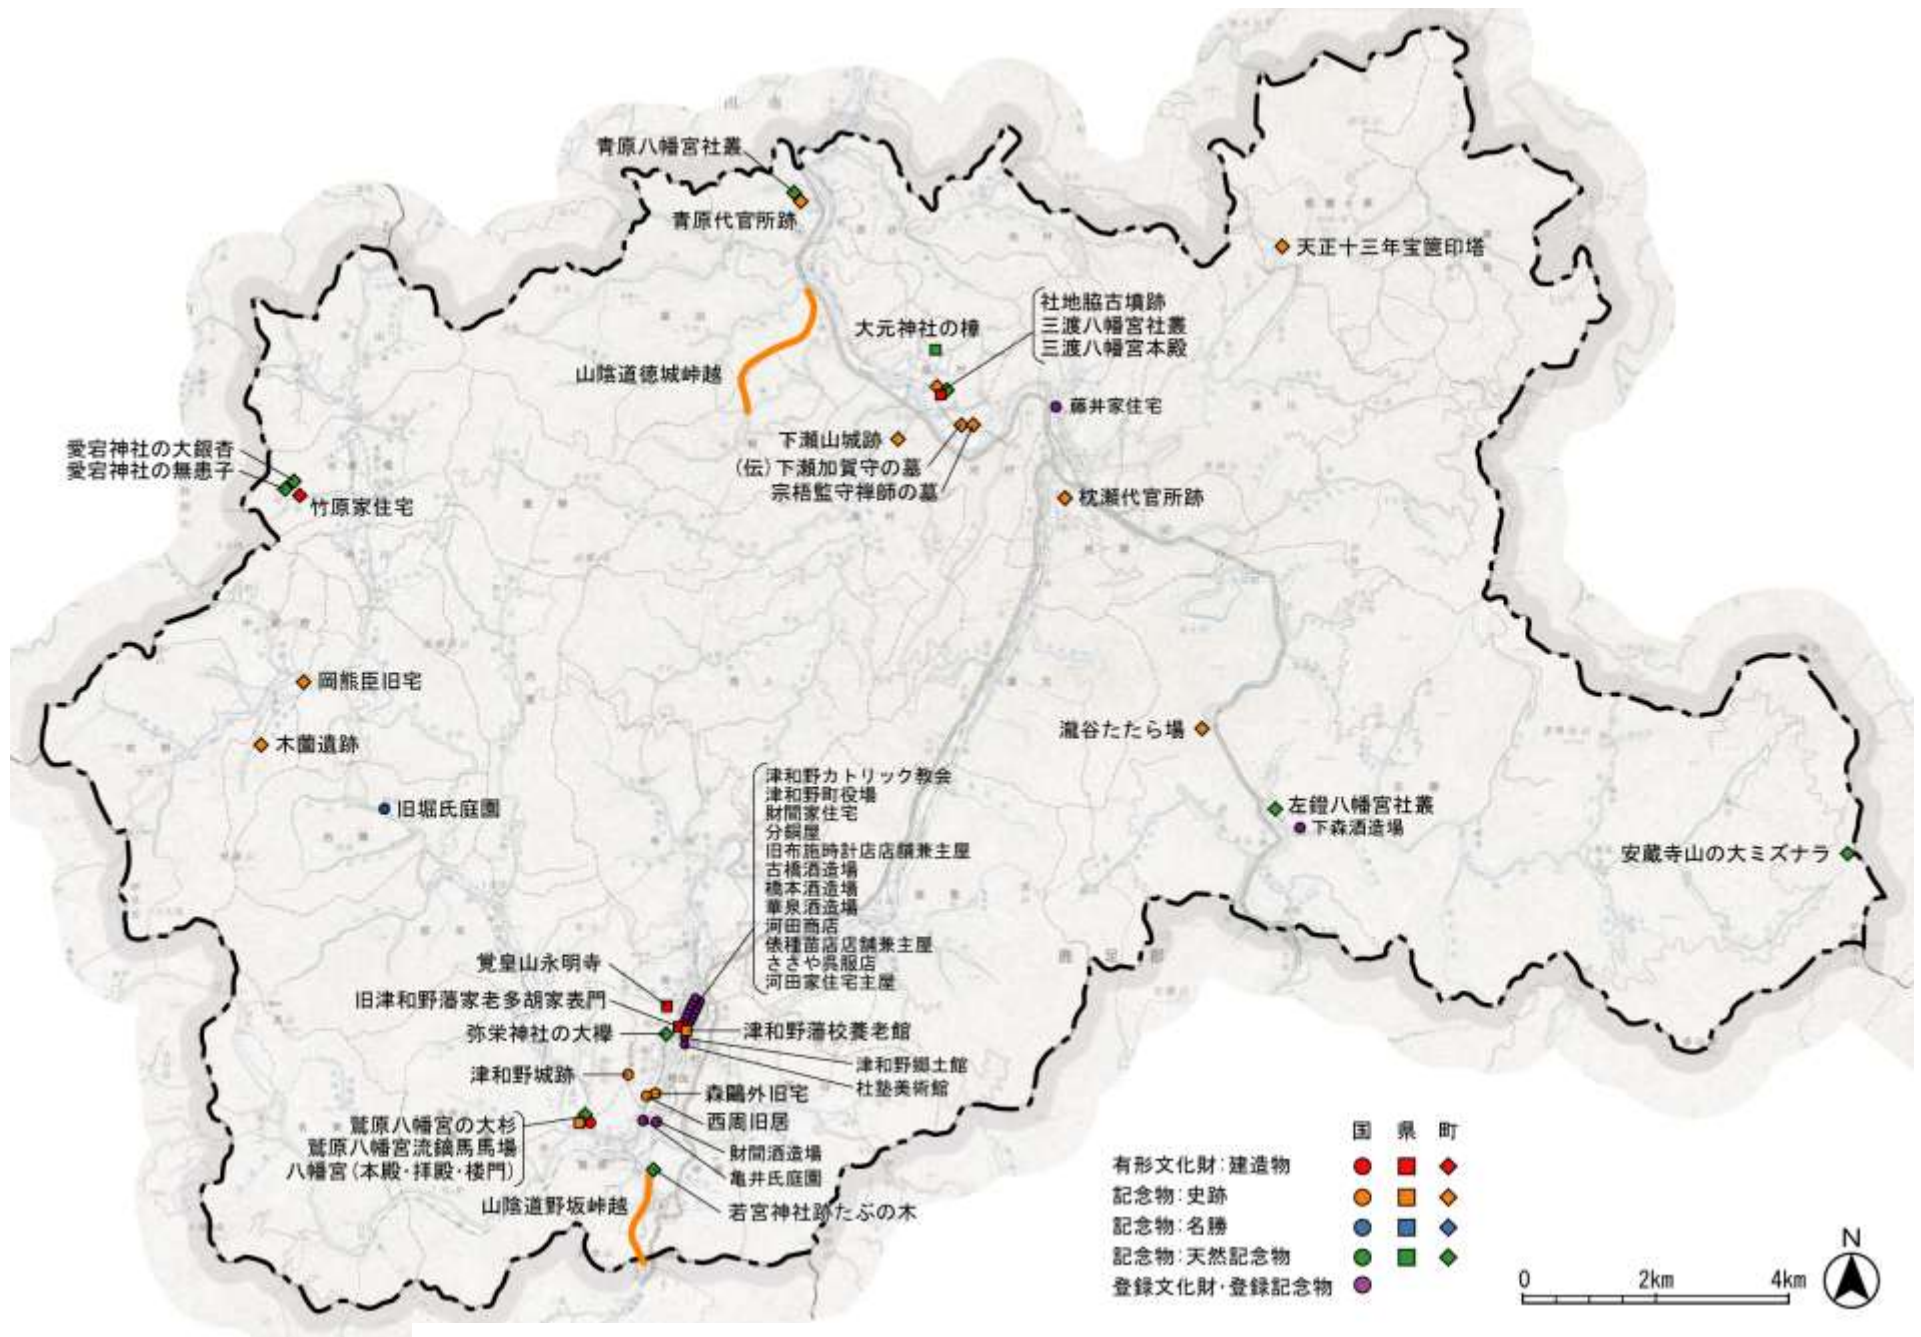 青原八幡宮社叢
青原代官所跡
天正十三年宝篋印塔
社地脇古墳跡
三渡八幡宮社叢
三渡八幡宮本殿
大元神社の樟
山陰道徳城峠越
藤井家住宅
下瀬山城跡
(伝)下瀬加賀守の墓
宗梧監守禅師の墓
枕瀬代官所跡
愛宕神社の大銀杏
愛宕神社の無患子
竹原家住宅
岡熊臣旧宅
木薗遺跡
旧堀氏庭園
瀧谷たたら場
左鐙八幡宮社叢
下森酒造場
安蔵寺山の大ミズナラ
津和野カトリック教会
津和野町役場
財間家住宅
分銅屋
旧布施時計店店舗兼主屋
古橋酒造場
橋本酒造場
華泉酒造場
河田商店
俵種苗店店舗兼主屋
ささや呉服店
河田家住宅主屋
覚皇山永明寺
旧津和野藩家老多胡家表門
弥栄神社の大欅
津和野藩校養老館
津和野郷土館
杜塾美術館
津和野城跡
森鷗外旧宅
西周旧居
鷲原八幡宮の大杉
鷲原八幡宮流鏑馬馬場
八幡宮(本殿・拝殿・楼門)
財間酒造場
亀井氏庭園
山陰道野坂峠越
若宮神社跡たぶの木
国 県 町
有形文化財:建造物
記念物:史跡
記念物:名勝
記念物:天然記念物
登録文化財・登録記念物
0 2km 4km
N